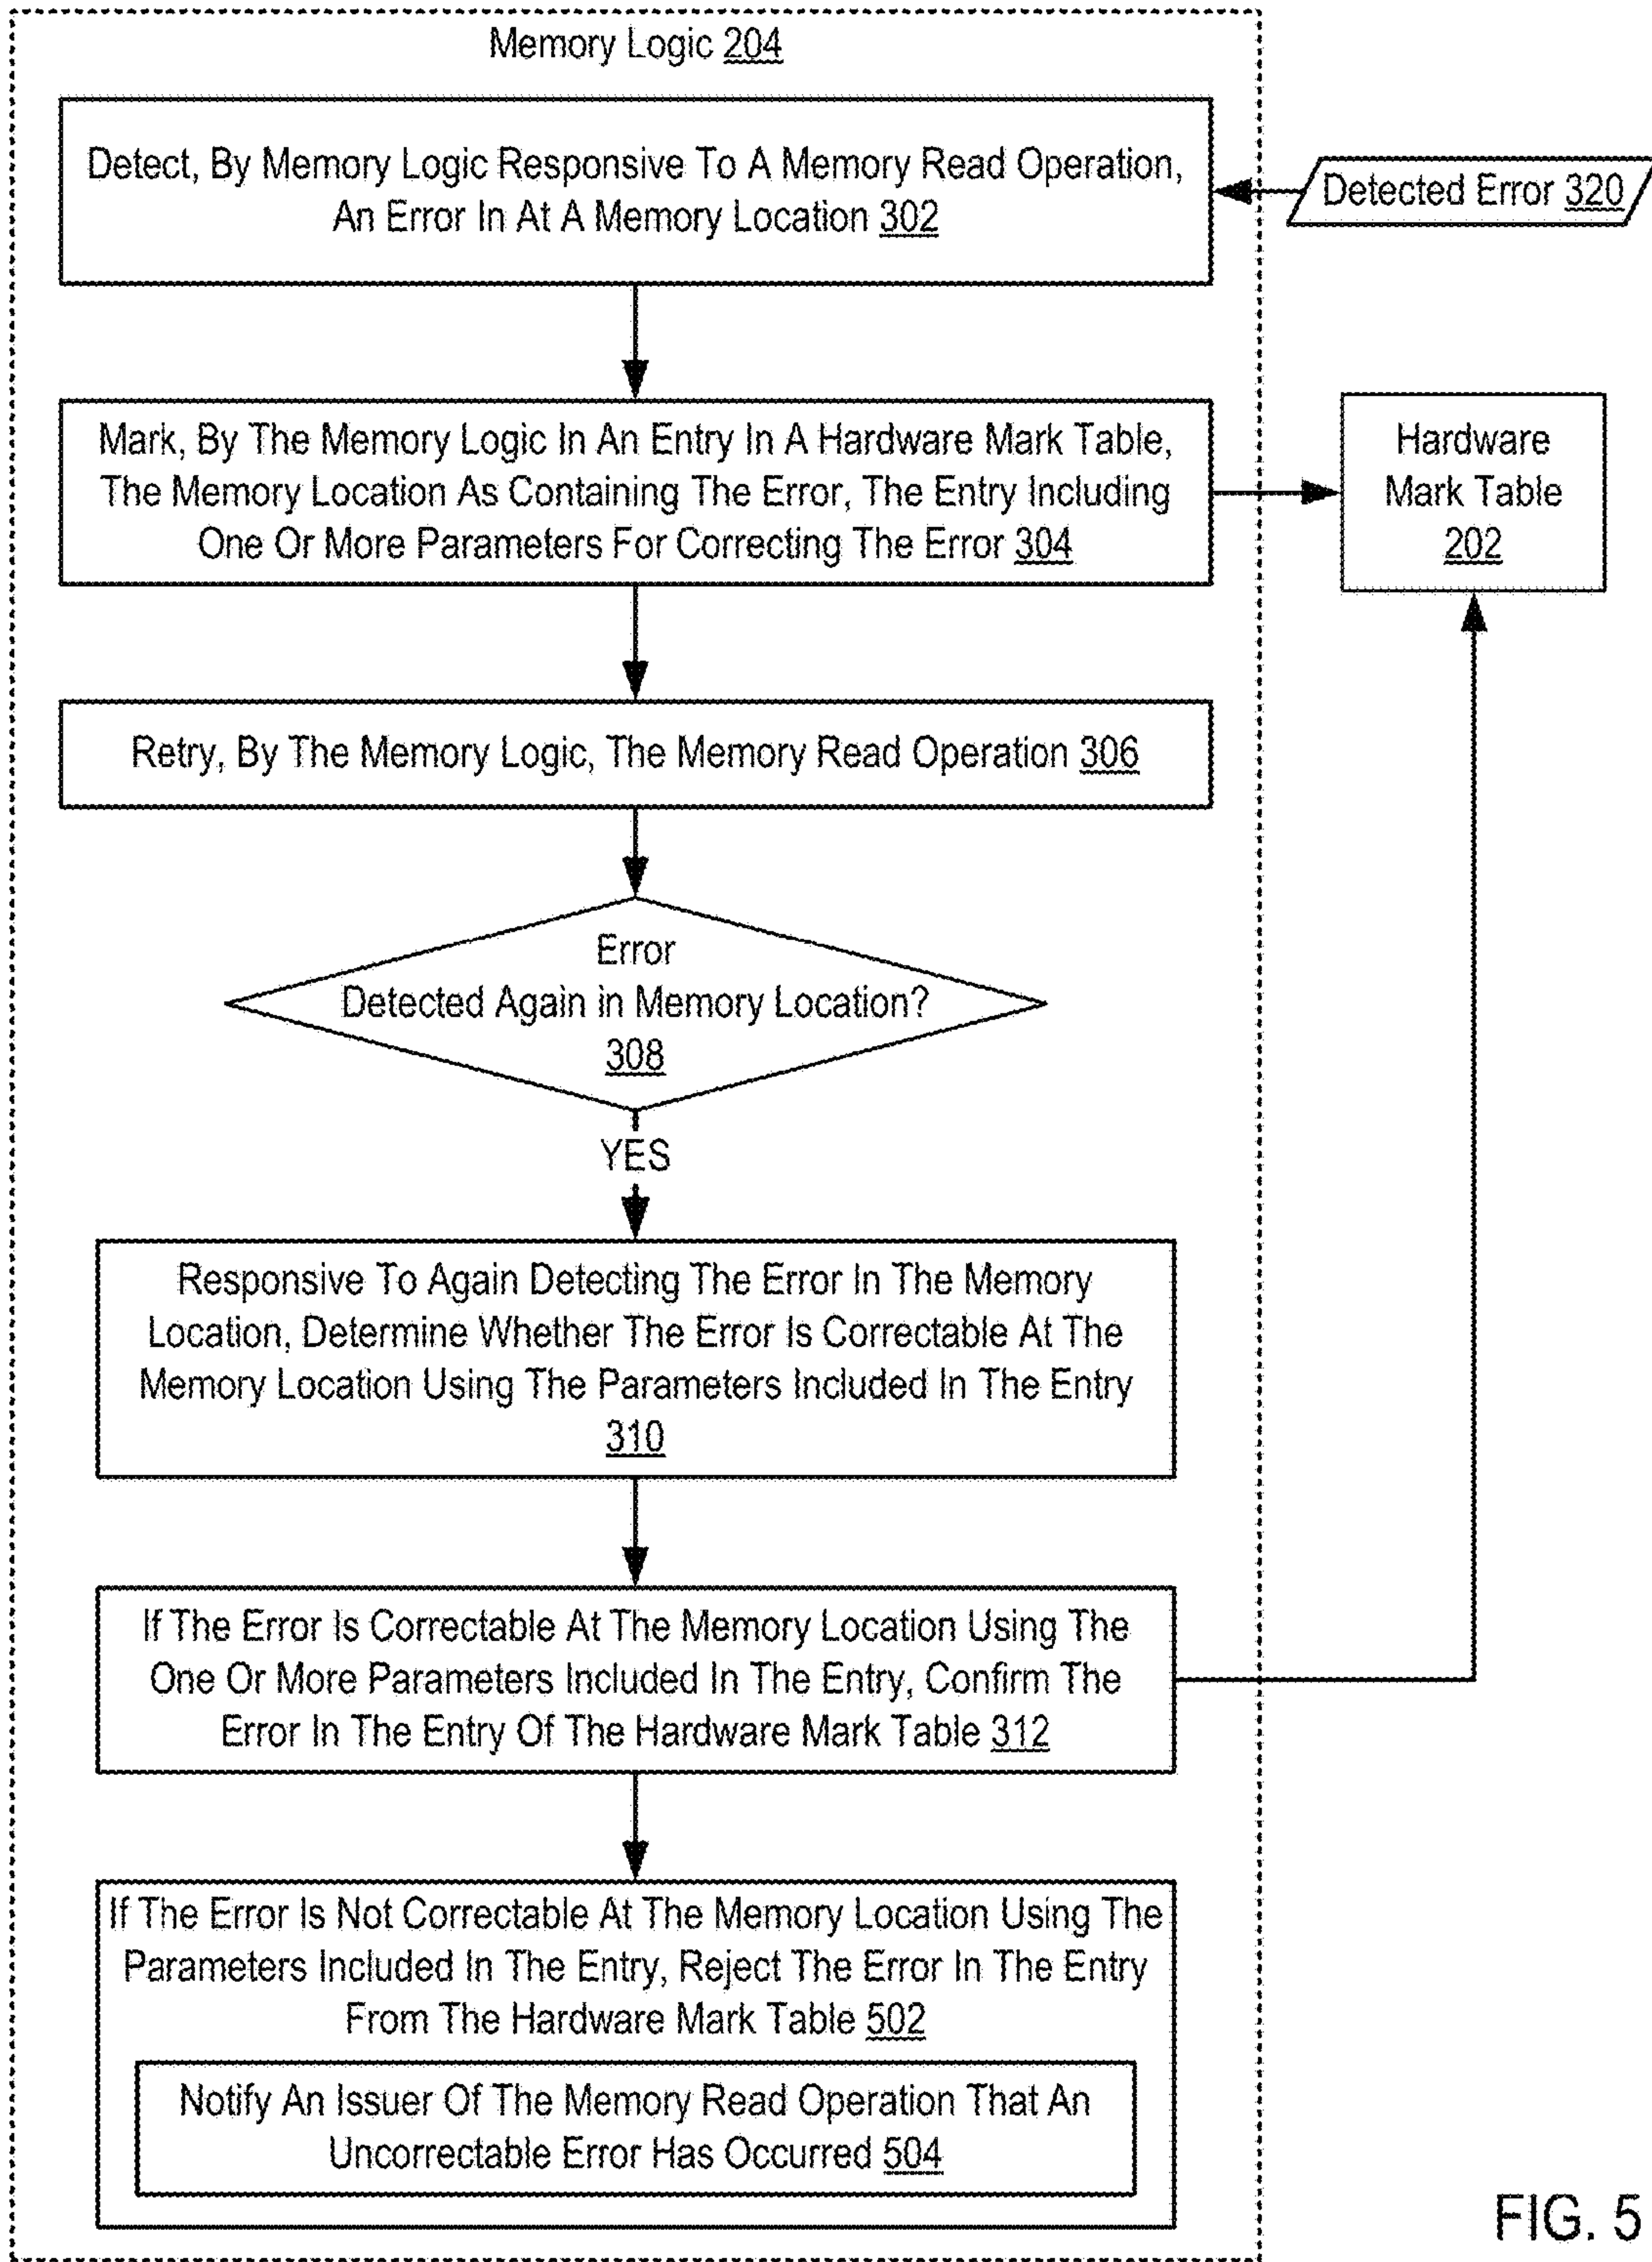 Memory Logic 204
Detect, By Memory Logic Responsive To A Memory Read Operation,
An Error In At A Memory Location 302
Detected Error 320
Mark, By The Memory Logic In An Entry In A Hardware Mark Table,
The Memory Location As Containing The Error, The Entry Including
One Or More Parameters For Correcting The Error 304
Hardware
Mark Table
202
Retry, By The Memory Logic, The Memory Read Operation 306
Error
Detected Again in Memory Location?
308
YES
Responsive To Again Detecting The Error In The Memory
Location, Determine Whether The Error Is Correctable At The
Memory Location Using The Parameters Included In The Entry
310
If The Error Is Correctable At The Memory Location Using The
One Or More Parameters Included In The Entry, Confirm The
Error In The Entry Of The Hardware Mark Table 312
If The Error Is Not Correctable At The Memory Location Using The
Parameters Included In The Entry, Reject The Error In The Entry
From The Hardware Mark Table 502
Notify An Issuer Of The Memory Read Operation That An
Uncorrectable Error Has Occurred 504
FIG. 5